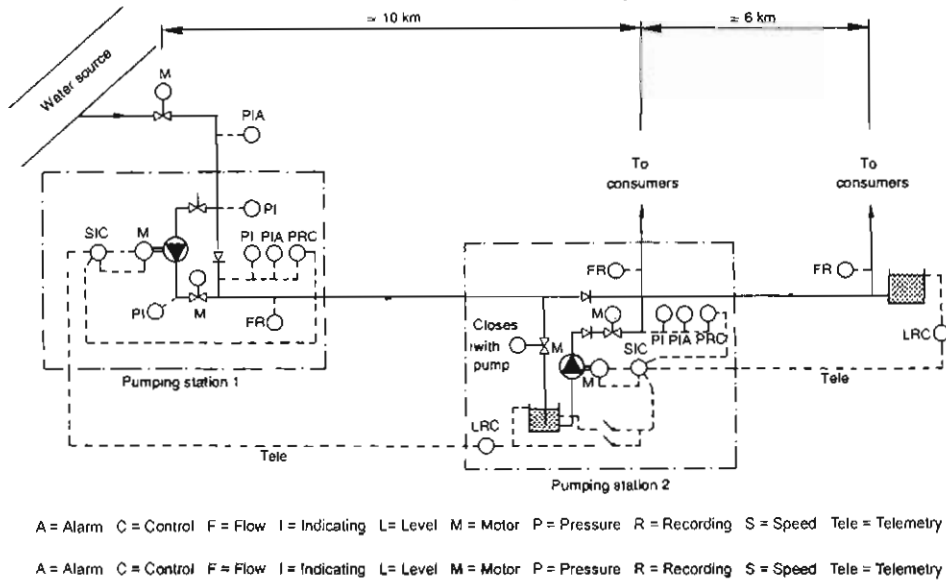 ≃ 10 km
≃ 6 km
Water source
M
PIA
To
consumers
To
consumers
PI
SIC
M
PI
PIA
PRC
FR
FR
PI
M
FR
Closes
with
pump
M
M
PI
PIA
PRC
SIC
M
LRC
Pumping station 1
Tele
LRC
Tele
Pumping station 2
A = Alarm C = Control F = Flow I = Indicating L= Level M = Motor P = Pressure R = Recording S = Speed Tele = Telemetry
A = Alarm C = Control F = Flow I = Indicating L= Level M = Motor P = Pressure R = Recording S = Speed Tele = Telemetry